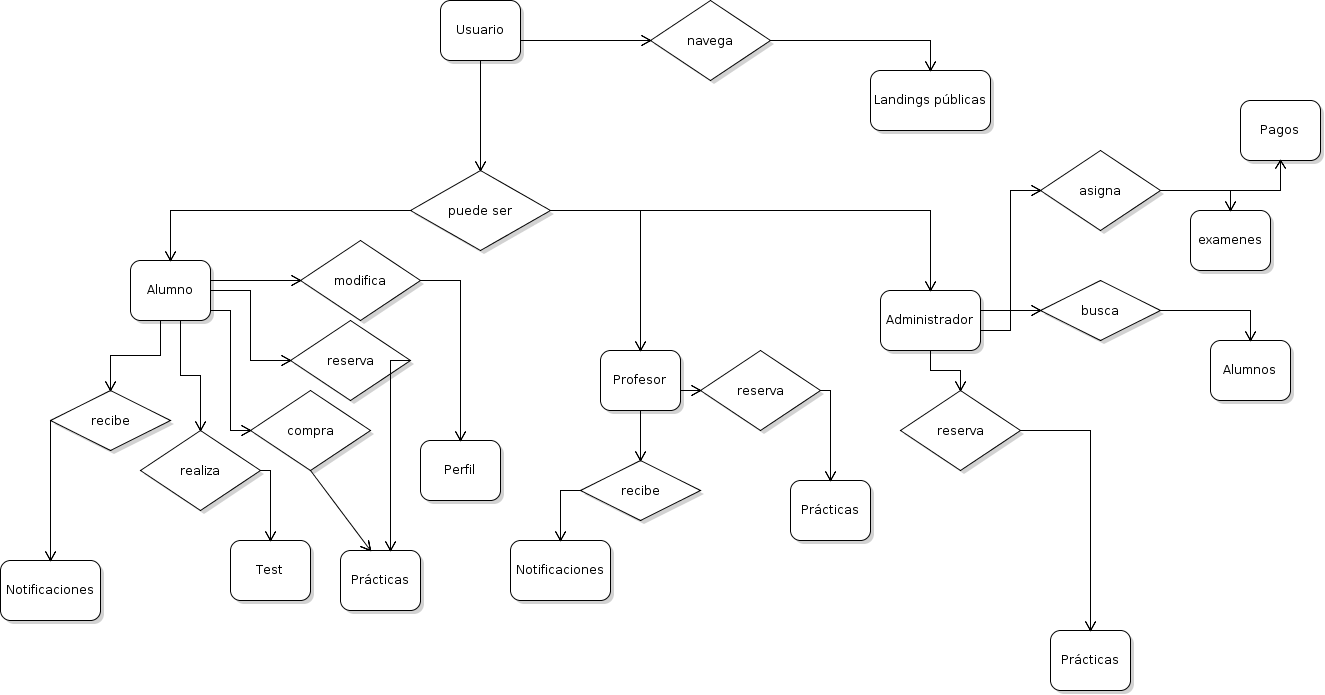 Usuario
navega
Landings públicas
Pagos
asigna
puede ser
examenes
Alumno
modifica
busca
Administrador
reserva
Alumnos
Profesor
reserva
recibe
compra
reserva
realiza
Perfil
recibe
Prácticas
Test
Prácticas
Notificaciones
Notificaciones
Prácticas